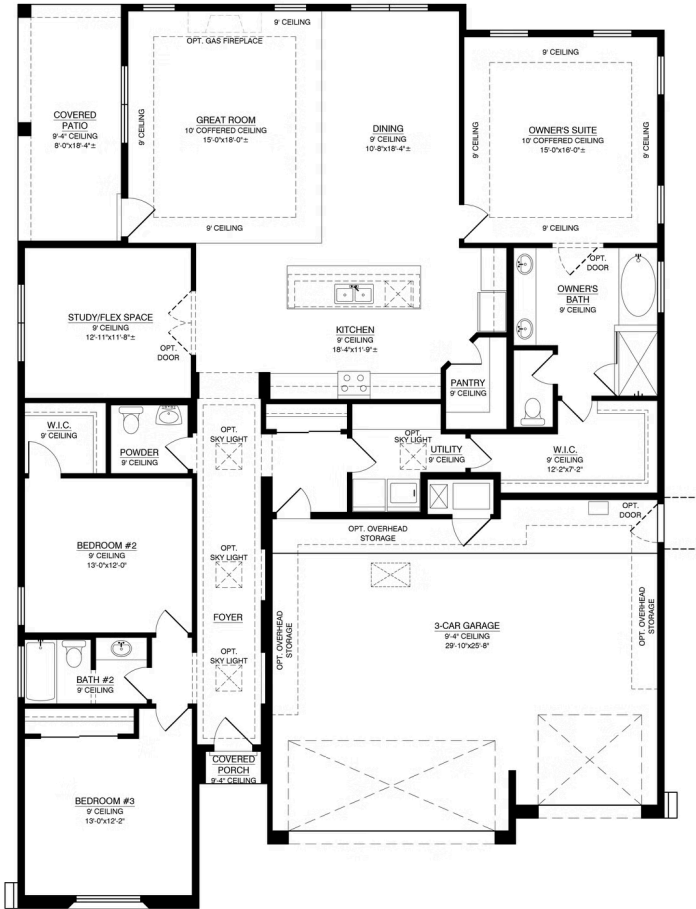 9' CEILING
OPT. GAS FIREPLACE
9' CEILING
COVERED
PATIO
9'-4" CEILING
8'-0"x18'-4"±
9' CEILING
GREAT ROOM
10' COFFERED CEILING
15'-0"x18'-0"±
9' CEILING
DINING
9' CEILING
10'-8"x18'-4"±
9' CEILING
OWNER'S SUITE
10' COFFERED CEILING
15'-0"x16'-0"±
9' CEILING
9' CEILING
STUDY/FLEX SPACE
9' CEILING
12'-11"x11'-8"±
OPT.
DOOR
KITCHEN
9' CEILING
18'-4"x11'-9"±
OPT.
DOOR
OWNER'S
BATH
9' CEILING
PANTRY
9' CEILING
W.I.C.
9' CEILING
POWDER
9' CEILING
OPT.
SKY LIGHT
OPT.
SKY LIGHT
UTILITY
9' CEILING
W.I.C.
9' CEILING
12'-2"x7'-2"
BEDROOM #2
9' CEILING
13'-0"x12'-0"
OPT.
SKY LIGHT
FOYER
OPT. OVERHEAD
STORAGE
OPT.
DOOR
OPT. OVERHEAD
STORAGE
3-CAR GARAGE
9'-4" CEILING
29'-10"x25'-8"
OPT. OVERHEAD
STORAGE
OPT.
SKY LIGHT
BATH #2
9' CEILING
COVERED
PORCH
9'-4" CEILING
BEDROOM #3
9' CEILING
13'-0"x12'-2"